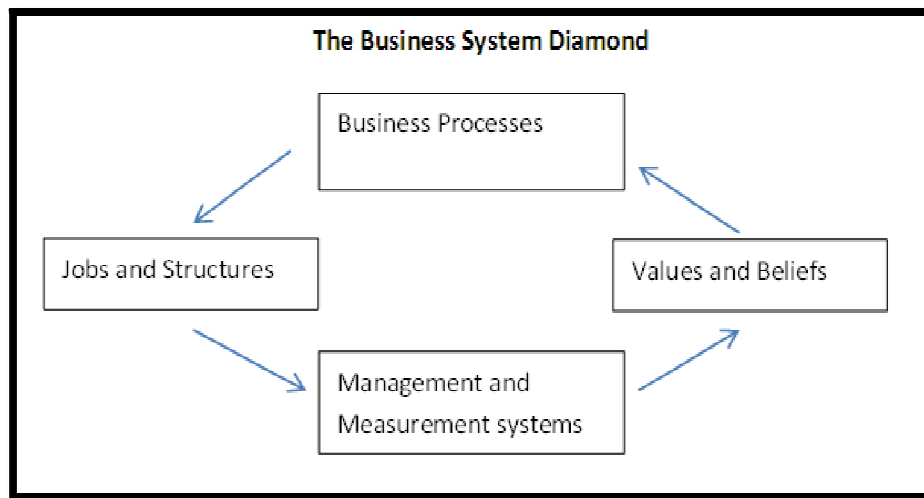 The Business System Diamond
Business Processes
Jobs and Structures
Values and Beliefs
Management and
Measurement systems